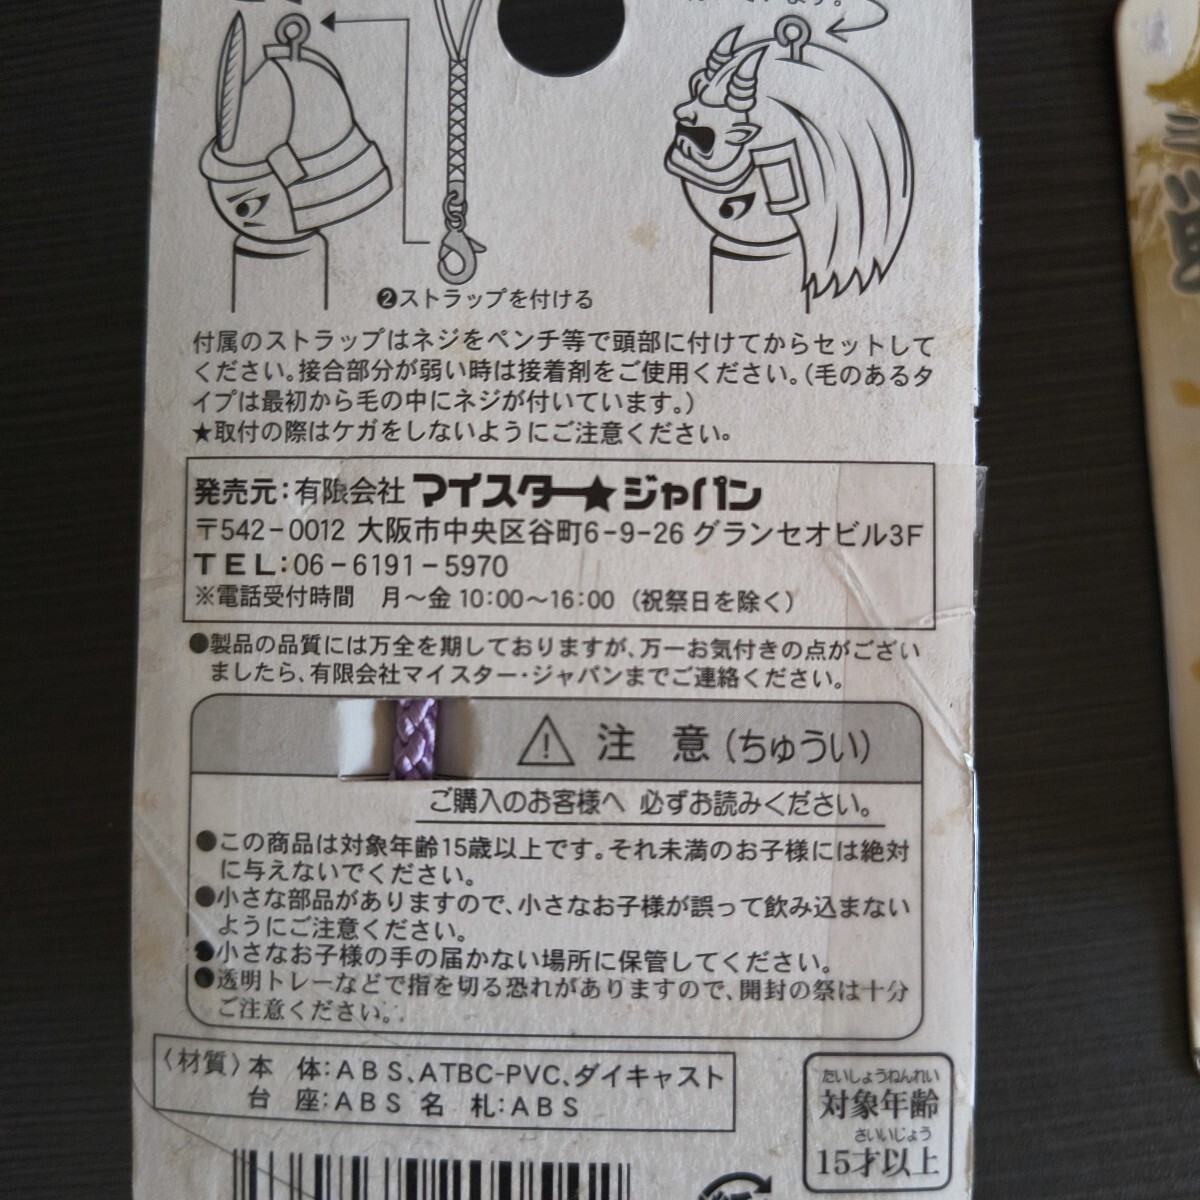 ❷ストラップを付ける
付属のストラップはネジをペンチ等で頭部に付けてからセットして
ください。接合部分が弱い時は接着剤をご使用ください。(毛のあるタ
イプは最初から毛の中にネジが付いています。)
★取付の際はケガをしないようにご注意ください。
発売元:有限会社 マイスター★ジャパン
〒542-0012 大阪市中央区谷町6-9-26 グランセオビル3F
TEL:06-6191-5970
※電話受付時間 月〜金 10:00〜16:00 (祝祭日を除く)
●製品の品質には万全を期しておりますが、万一お気付きの点がござい
ましたら、有限会社マイスター・ジャパンまでご連絡ください。
注 意(ちゅうい)
ご購入のお客様へ 必ずお読みください。
●この商品は対象年齢15歳以上です。それ未満のお子様には絶対
に与えないでください。
●小さな部品がありますので、小さなお子様が誤って飲み込まない
ようにご注意ください。
●小さなお子様の手の届かない場所に保管してください。
●透明トレーなどで指を切る恐れがありますので、開封の祭は十分
ご注意ください。
〈材質〉本 体:ABS、ATBC-PVC、ダイキャスト
台 座:ABS 名 札:ABS
たいしょうねんれい
対象年齢
さいいじょう
15才以上